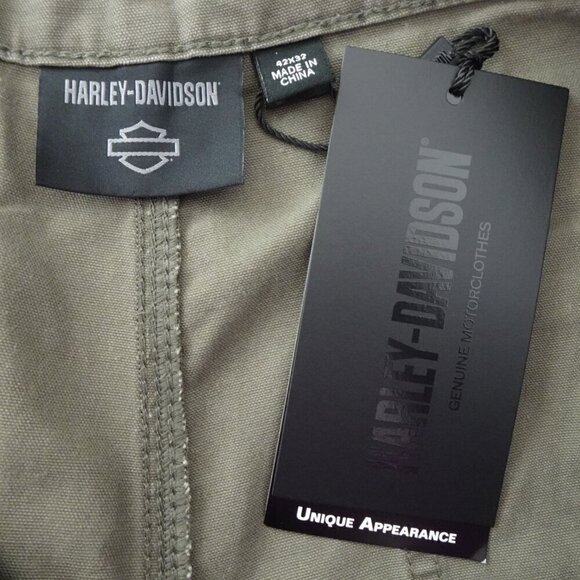 HARLEY-DAVIDSON®
42X32
MADE IN
CHINA
HARLEY-DAVIDSON®
GENUINE MOTORCLOTHES
UNIQUE APPEARANCE